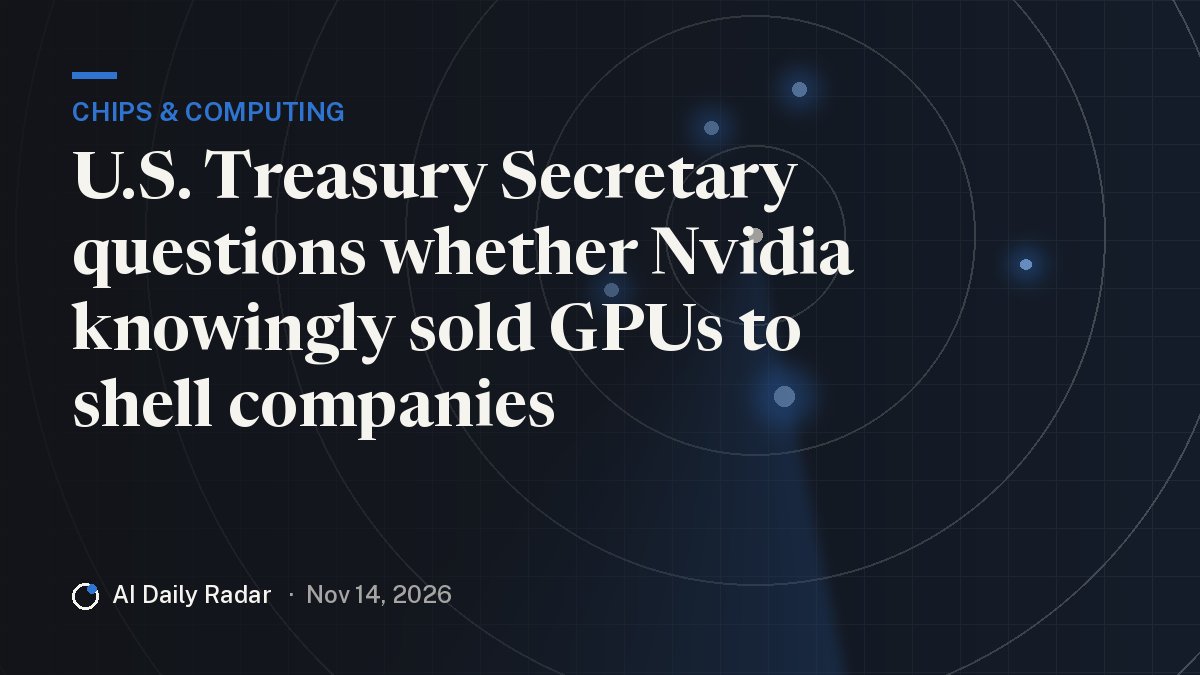 CHIPS & COMPUTING
U.S. Treasury Secretary
questions whether Nvidia
knowingly sold GPUs to
shell companies
AI Daily Radar · Nov 14, 2026